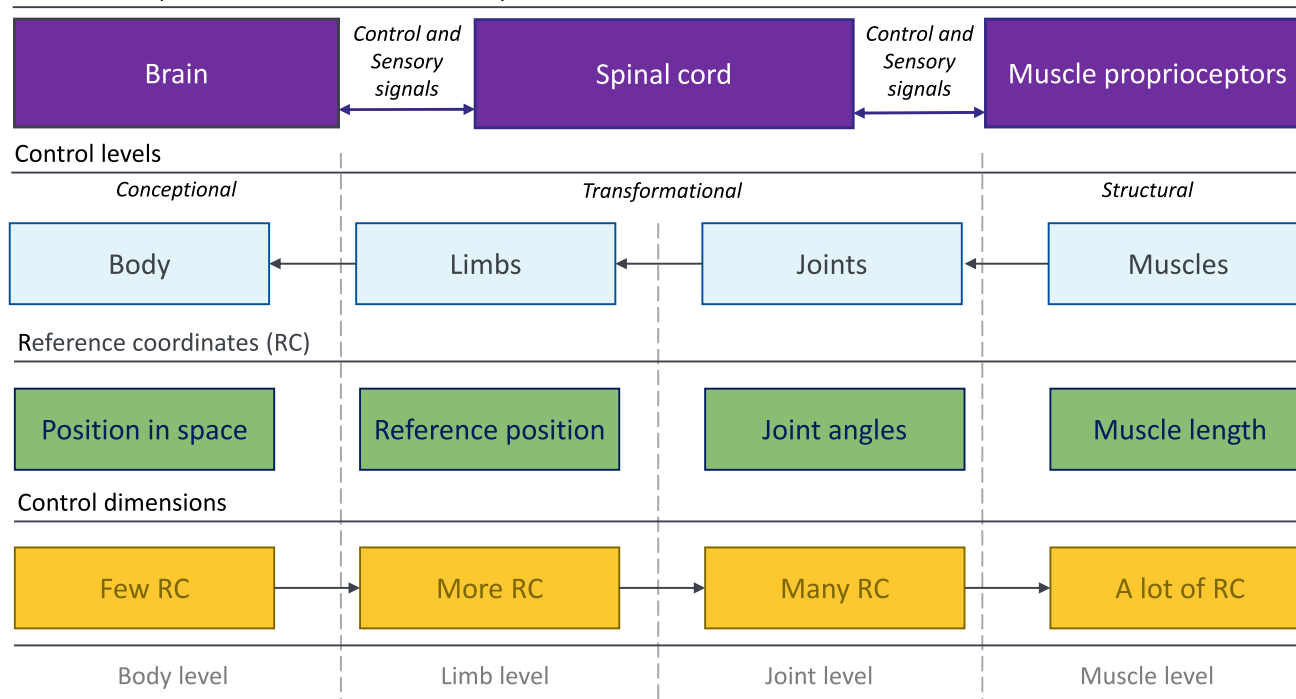 Brain
Control and
Sensory
signals
Spinal cord
Control and
Sensory
signals
Muscle proprioceptors
Control levels
Conceptional
Transformational
Structural
Body
Limbs
Joints
Muscles
Reference coordinates (RC)
Position in space
Reference position
Joint angles
Muscle length
Control dimensions
Few RC
More RC
Many RC
A lot of RC
Body level
Limb level
Joint level
Muscle level